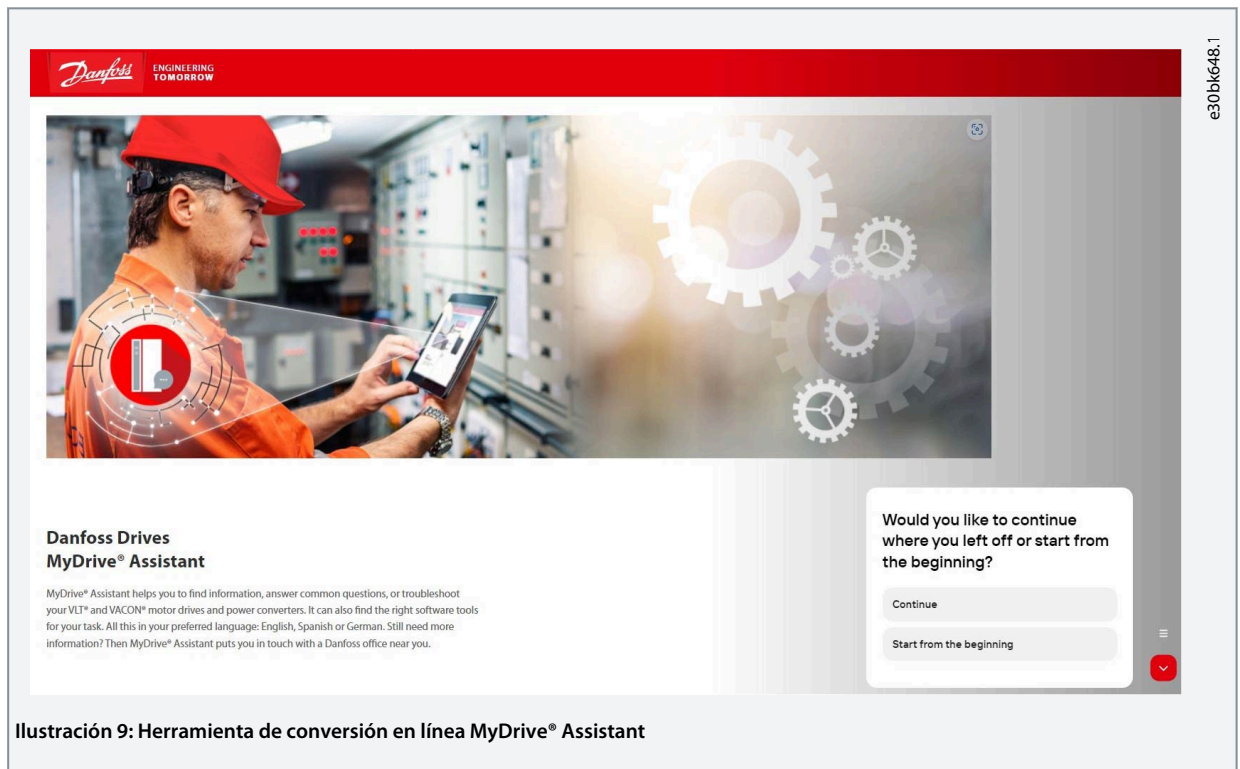 Danfoss
ENGINEERING
TOMORROW
e30bk648.1
Danfoss Drives
MyDrive® Assistant
MyDrive® Assistant helps you to find information, answer common questions, or troubleshoot
your VLT® and VACON® motor drives and power converters. It can also find the right software tools
for your task. All this in your preferred language: English, Spanish or German. Still need more
information? Then MyDrive® Assistant puts you in touch with a Danfoss office near you.
Would you like to continue
where you left off or start from
the beginning?
Continue
Start from the beginning
Ilustración 9: Herramienta de conversión en línea MyDrive® Assistant